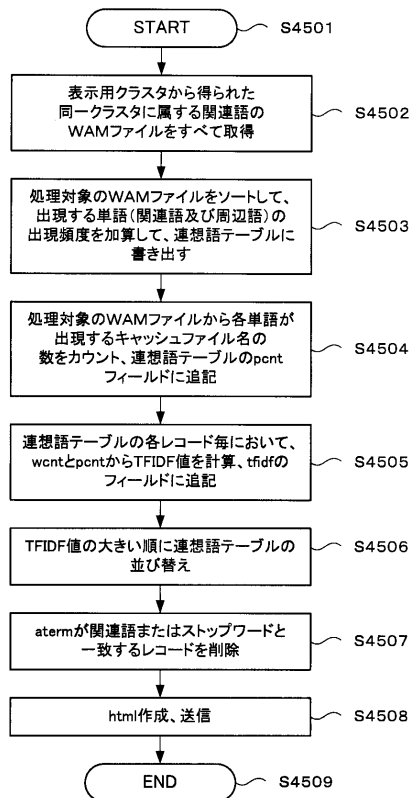 START
S4501
表示用クラスタから得られた
同一クラスタに属する関連語の
WAMファイルをすべて取得
S4502
処理対象のWAMファイルをソートして、
出現する単語(関連語及び周辺語)の
出現頻度を加算して、連想語テーブルに
書き出す
S4503
処理対象のWAMファイルから各単語が
出現するキャッシュファイル名の
数をカウント、連想語テーブルのpcnt
フィールドに追記
S4504
連想語テーブルの各レコード毎において、
wcntとpcntからTFIDF値を計算、tfidfの
フィールドに追記
S4505
TFIDF値の大きい順に連想語テーブルの
並び替え
S4506
atermが関連語またはストップワードと
一致するレコードを削除
S4507
html作成、送信
S4508
END
S4509